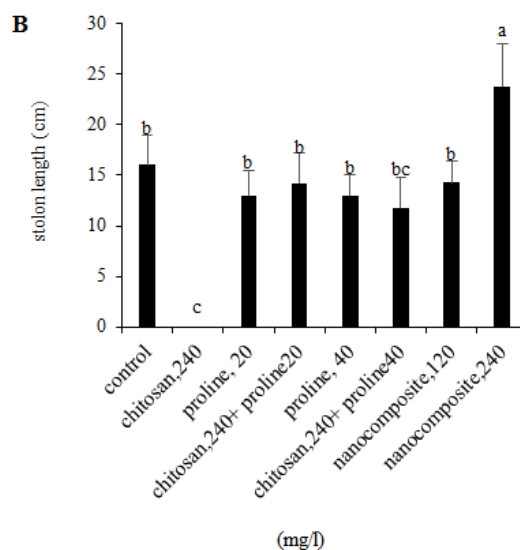 B
stolon length (cm)
30
25
20
15
10
5
0
b
c
b
b
b
bc
b
a
control
chitosan,240
proline, 20
chitosan,240+ proline20
proline, 40
chitosan,240+ proline40
nanocomposite,120
nanocomposite,240
(mg/l)